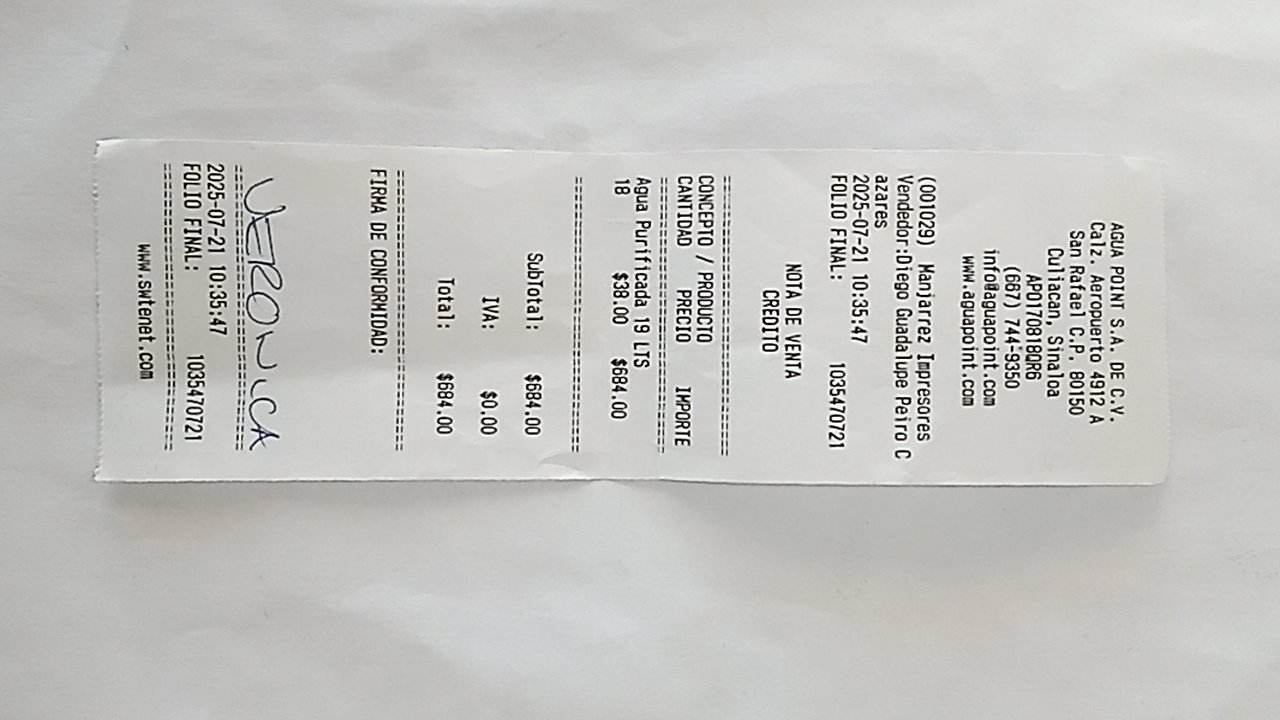 AGUA POINT S.A. DE C.V.
Calz. Aeropuerto 4912 A
San Rafael C.P. 80150
Culiacan, Sinaloa
APO170818QR6
(667) 744-9350
info@aguapoint.com
www.aguapoint.com
(001029) Manjarrez Impresores
Vendedor:Diego Guadalupe Peiro C
azares
2025-07-21 10:35:47
FOLIO FINAL: 1035470721
NOTA DE VENTA
CREDITO
================================
CONCEPTO / PRODUCTO
CANTIDAD PRECIO IMPORTE
================================
Agua Purificada 19 LTS
18 $38.00 $684.00
================================
SubTotal: $684.00
IVA: $0.00
Total: $684.00
================================
FIRMA DE CONFORMIDAD:
VERONICA
================================
2025-07-21 10:35:47
FOLIO FINAL: 1035470721
================================
www.swtenet.com